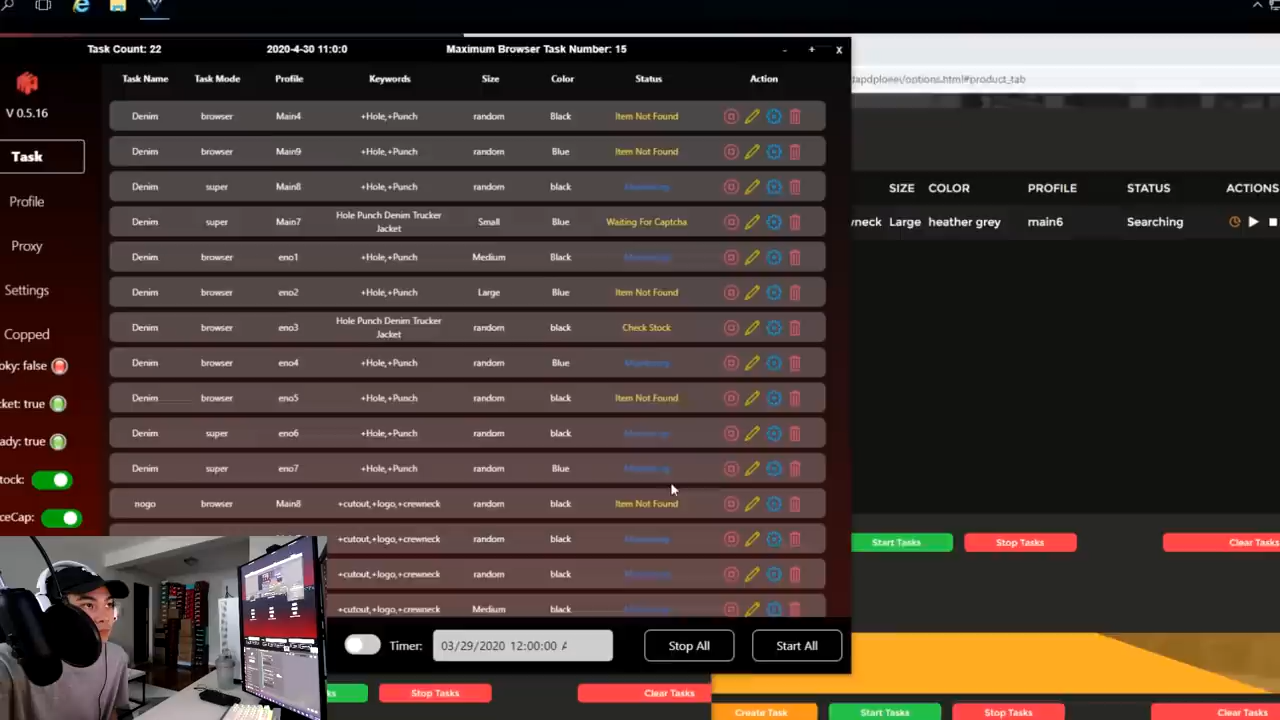 Task Count: 22 2020-4-30 11:0:0 Maximum Browser Task Number: 15 - + x
Task Name Task Mode Profile Keywords Size Color Status Action
V 0.5.16
Task
Profile
Proxy
Settings
Copped
oky: false
ket: true
ady: true
tock:
ceCap:
Denim browser Main4 +Hole,+Punch random Black Item Not Found
Denim browser Main9 +Hole,+Punch random Blue Item Not Found
Denim super Main8 +Hole,+Punch random black
Denim super Main7 Hole Punch Denim Trucker Small Blue Waiting For Captcha
Jacket
Denim browser eno1 +Hole,+Punch Medium Black
Denim browser eno2 +Hole,+Punch Large Blue Item Not Found
Denim browser eno3 Hole Punch Denim Trucker random black Check Stock
Jacket
Denim browser eno4 +Hole,+Punch random Blue
Denim browser eno5 +Hole,+Punch random black Item Not Found
Denim super eno6 +Hole,+Punch random black
Denim super eno7 +Hole,+Punch random Blue
nogo browser Main8 +cutout,+logo,+crewneck random black Item Not Found
+cutout,+logo,+crewneck random black
+cutout,+logo,+crewneck random black
+cutout,+logo,+crewneck Medium black
Timer: 03/29/2020 12:00:00 A Stop All Start All
tapdploeei/options.html#product_tab
SIZE COLOR PROFILE STATUS ACTIONS
neck Large heather grey main6 Searching
Start Tasks Stop Tasks Clear Tasks
ks Stop Tasks Clear Tasks
Create Task Start Tasks Stop Tasks Clear Tasks